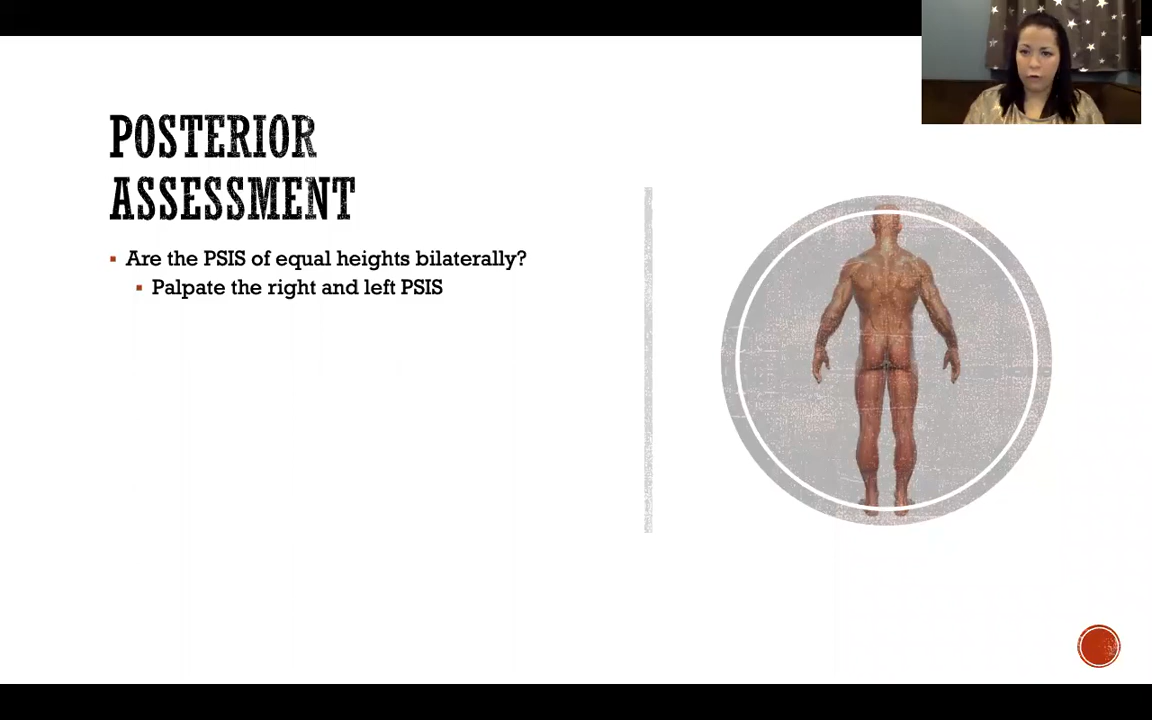 POSTERIOR
ASSESSMENT
Are the PSIS of equal heights bilaterally?
Palpate the right and left PSIS